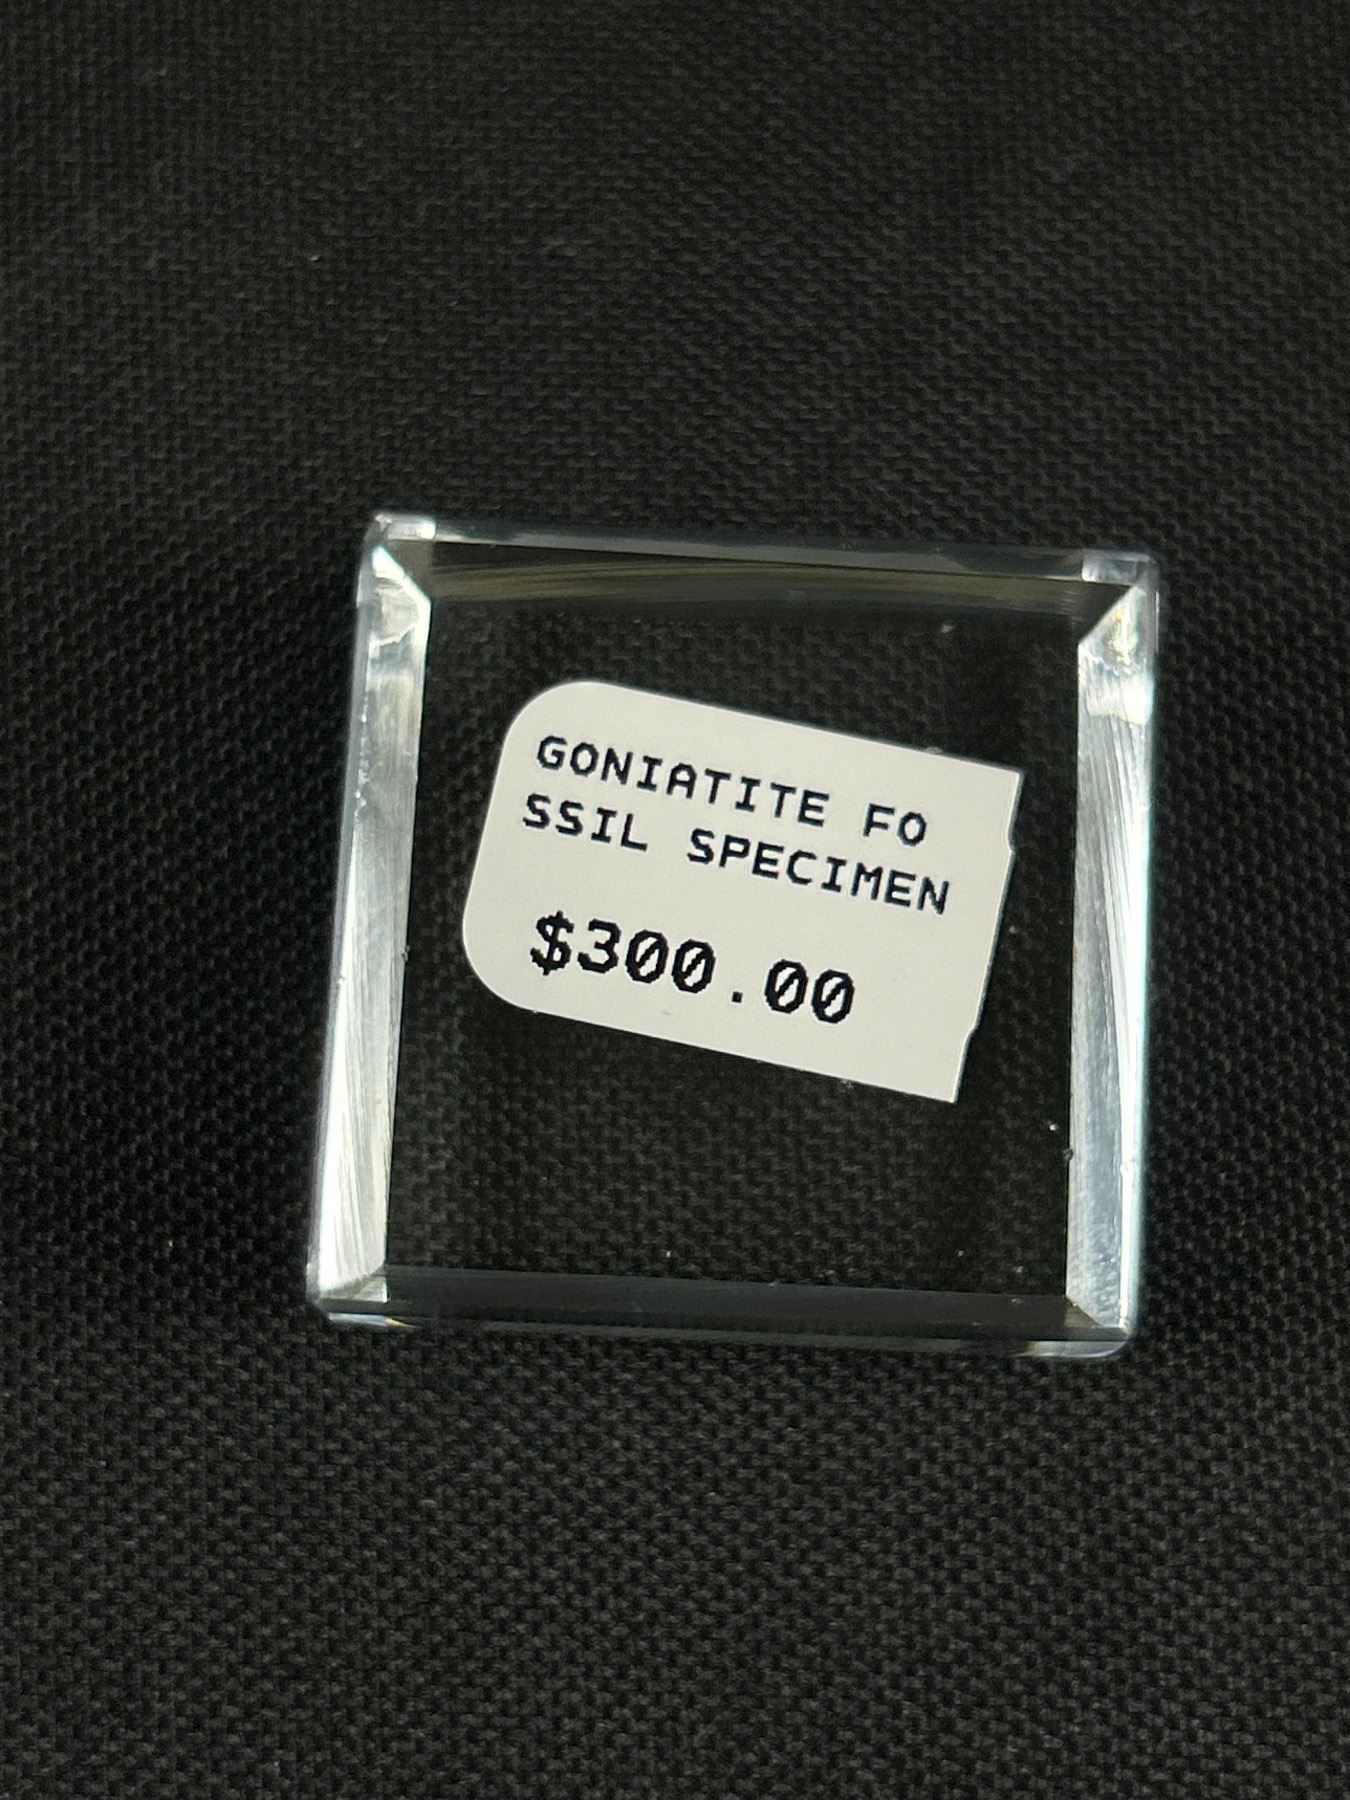 GONIATITE FO
SSIL SPECIMEN
$300.00